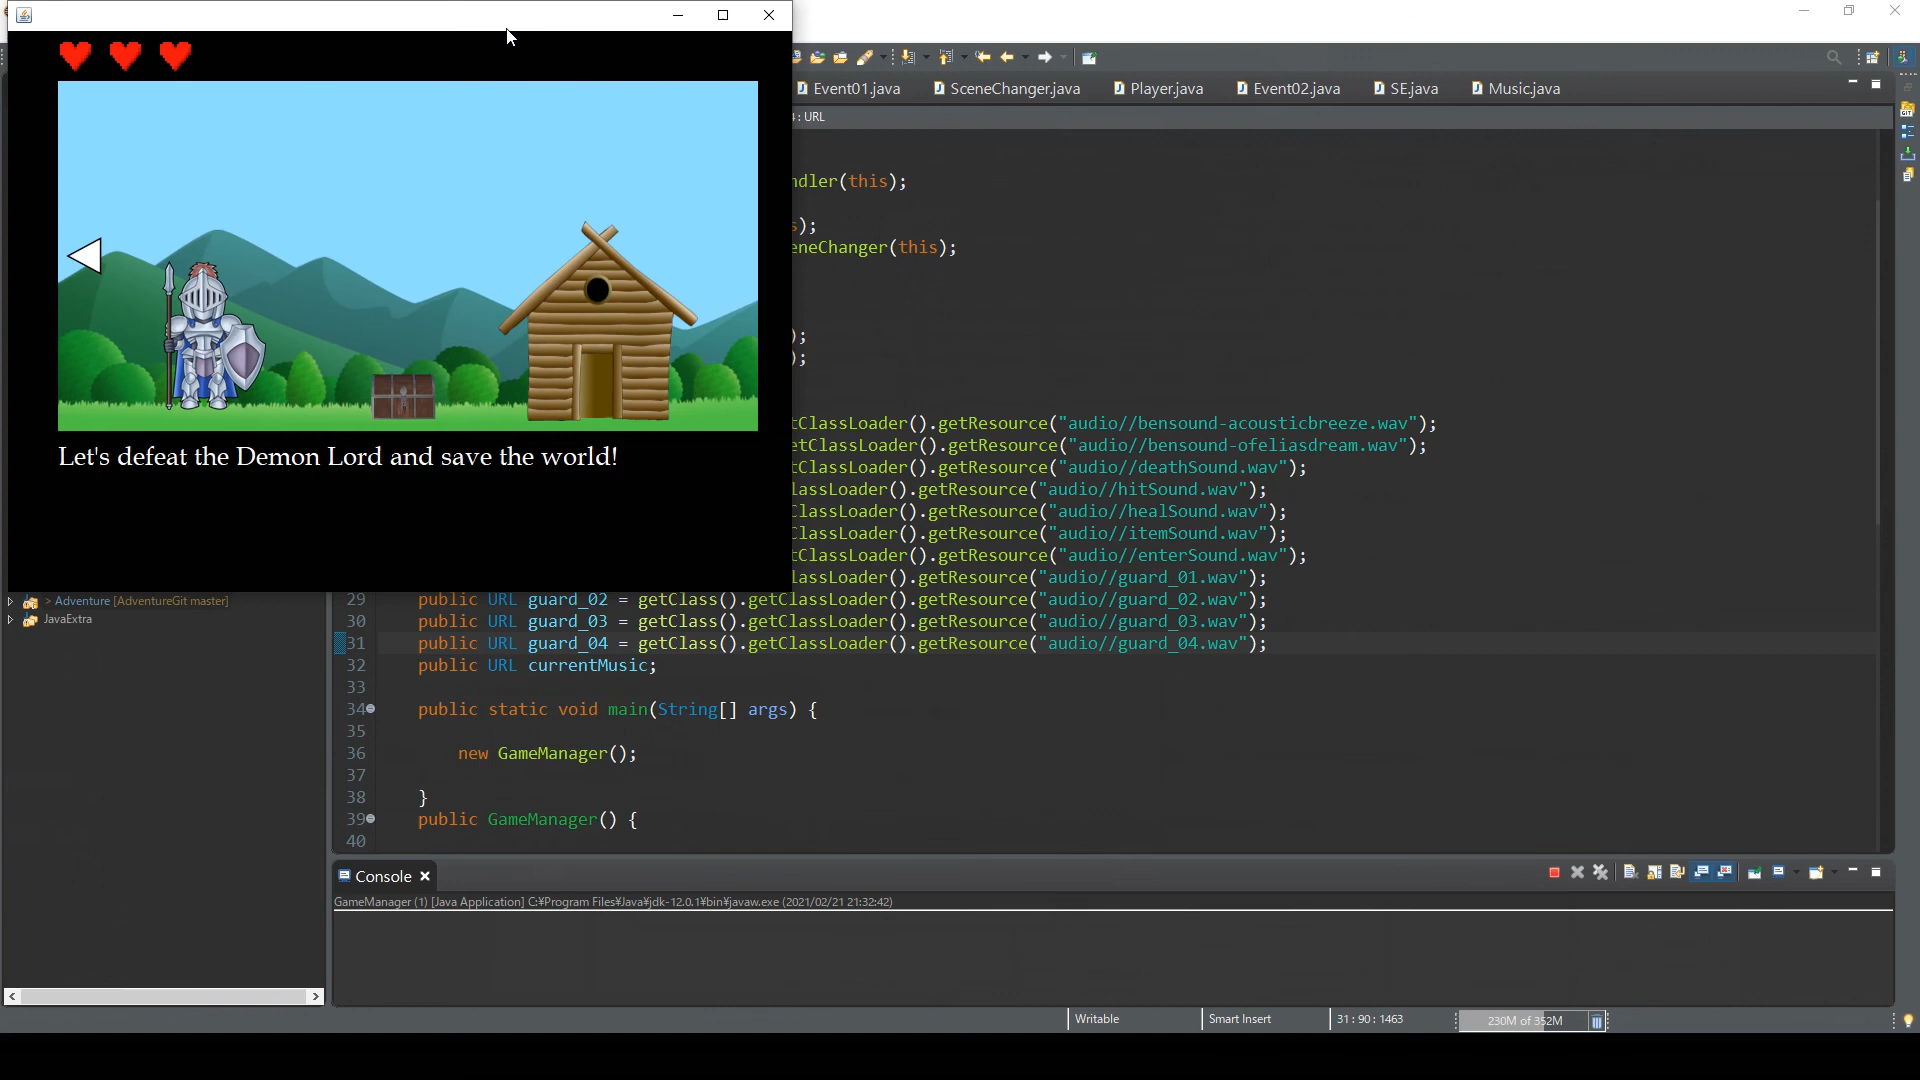 Event01.java
SceneChanger.java
Player.java
Event02.java
SE.java
Music.java
: URL
ndler(this);
);
eneChanger(this);
);
);
tClassLoader().getResource("audio//bensound-acousticbreeze.wav");
etClassLoader().getResource("audio//bensound-ofeliasdream.wav");
tClassLoader().getResource("audio//deathSound.wav");
lassLoader().getResource("audio//hitSound.wav");
ClassLoader().getResource("audio//healSound.wav");
ClassLoader().getResource("audio//itemSound.wav");
tClassLoader().getResource("audio//enterSound.wav");
lassLoader().getResource("audio//guard_01.wav");
Let's defeat the Demon Lord and save the world!
> Adventure [AdventureGit master]
JavaExtra
29 public URL guard_02 = getClass().getClassLoader().getResource("audio//guard_02.wav");
30 public URL guard_03 = getClass().getClassLoader().getResource("audio//guard_03.wav");
31 public URL guard_04 = getClass().getClassLoader().getResource("audio//guard_04.wav");
32 public URL currentMusic;
33
34 public static void main(String[] args) {
35
36 new GameManager();
37
38 }
39 public GameManager() {
40
Console
GameManager (1) [Java Application] C:¥Program Files¥Java¥jdk-12.0.1¥bin¥javaw.exe (2021/02/21 21:32:42)
Writable
Smart Insert
31 : 90 : 1463
230M of 352M